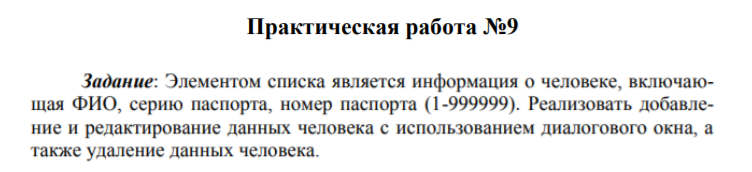 Практическая работа №9
Задание: Элементом списка является информация о человеке, включаю-
щая ФИО, серию паспорта, номер паспорта (1-999999). Реализовать добавле-
ние и редактирование данных человека с использованием диалогового окна, а
также удаление данных человека.